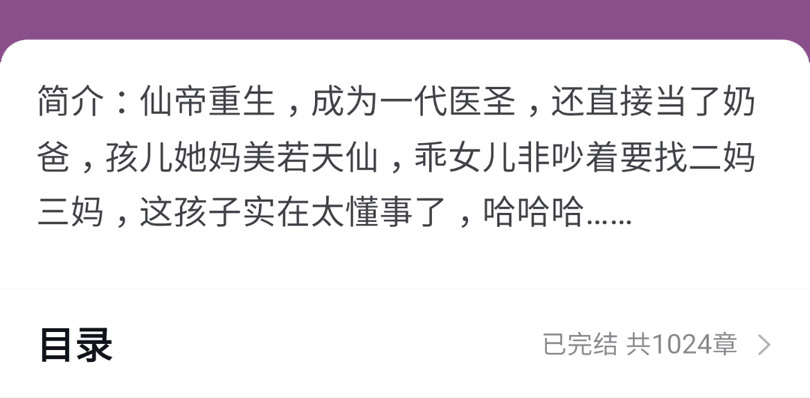 简介：仙帝重生，成为一代医圣，还直接当了奶
爸，孩儿她妈美若天仙，乖女儿非吵着要找二妈
三妈，这孩子实在太懂事了，哈哈哈……
目录
已完结 共1024章